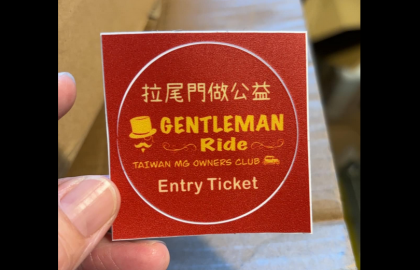 拉尾門做公益
GENTLEMAN
Ride
TAIWAN MG OWNERS CLUB
Entry Ticket